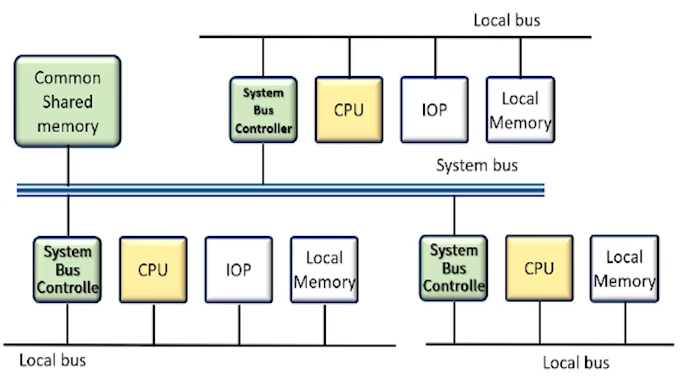 Local bus
Common
Shared
memory
System
Bus
Controller
CPU
IOP
Local
Memory
System bus
System
Bus
Controlle
CPU
IOP
Local
Memory
System
Bus
Controlle
CPU
Local
Memory
Local bus
Local bus